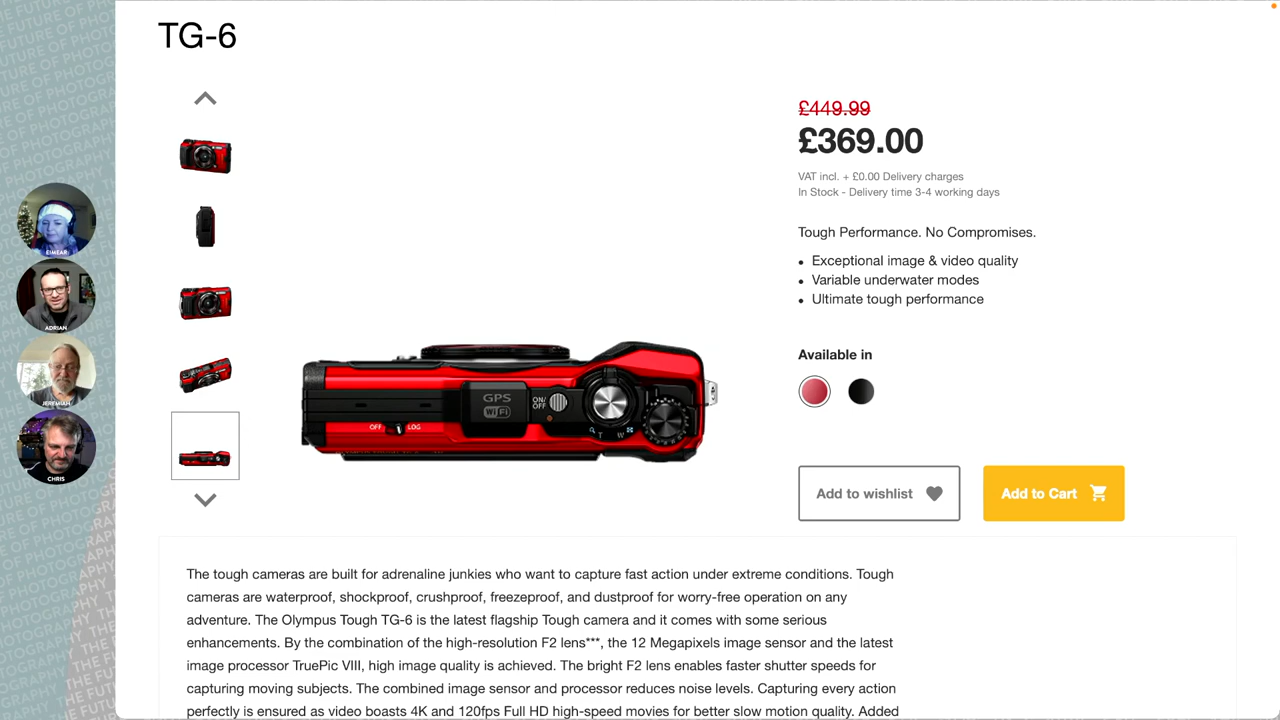 TG-6
£449.99
£369.00
VAT incl. + £0.00 Delivery charges
In Stock - Delivery time 3-4 working days
Tough Performance. No Compromises.
Exceptional image & video quality
Variable underwater modes
Ultimate tough performance
Available in
GPS
WiFi
ON/
OFF
OFF LOG
T W
Add to wishlist
Add to Cart
EIMEAR
ADRIAN
JEREMIAH
CHRIS
The tough cameras are built for adrenaline junkies who want to capture fast action under extreme conditions. Tough
cameras are waterproof, shockproof, crushproof, freezeproof, and dustproof for worry-free operation on any
adventure. The Olympus Tough TG-6 is the latest flagship Tough camera and it comes with some serious
enhancements. By the combination of the high-resolution F2 lens***, the 12 Megapixels image sensor and the latest
image processor TruePic VIII, high image quality is achieved. The bright F2 lens enables faster shutter speeds for
capturing moving subjects. The combined image sensor and processor reduces noise levels. Capturing every action
perfectly is ensured as video boasts 4K and 120fps Full HD high-speed movies for better slow motion quality. Added